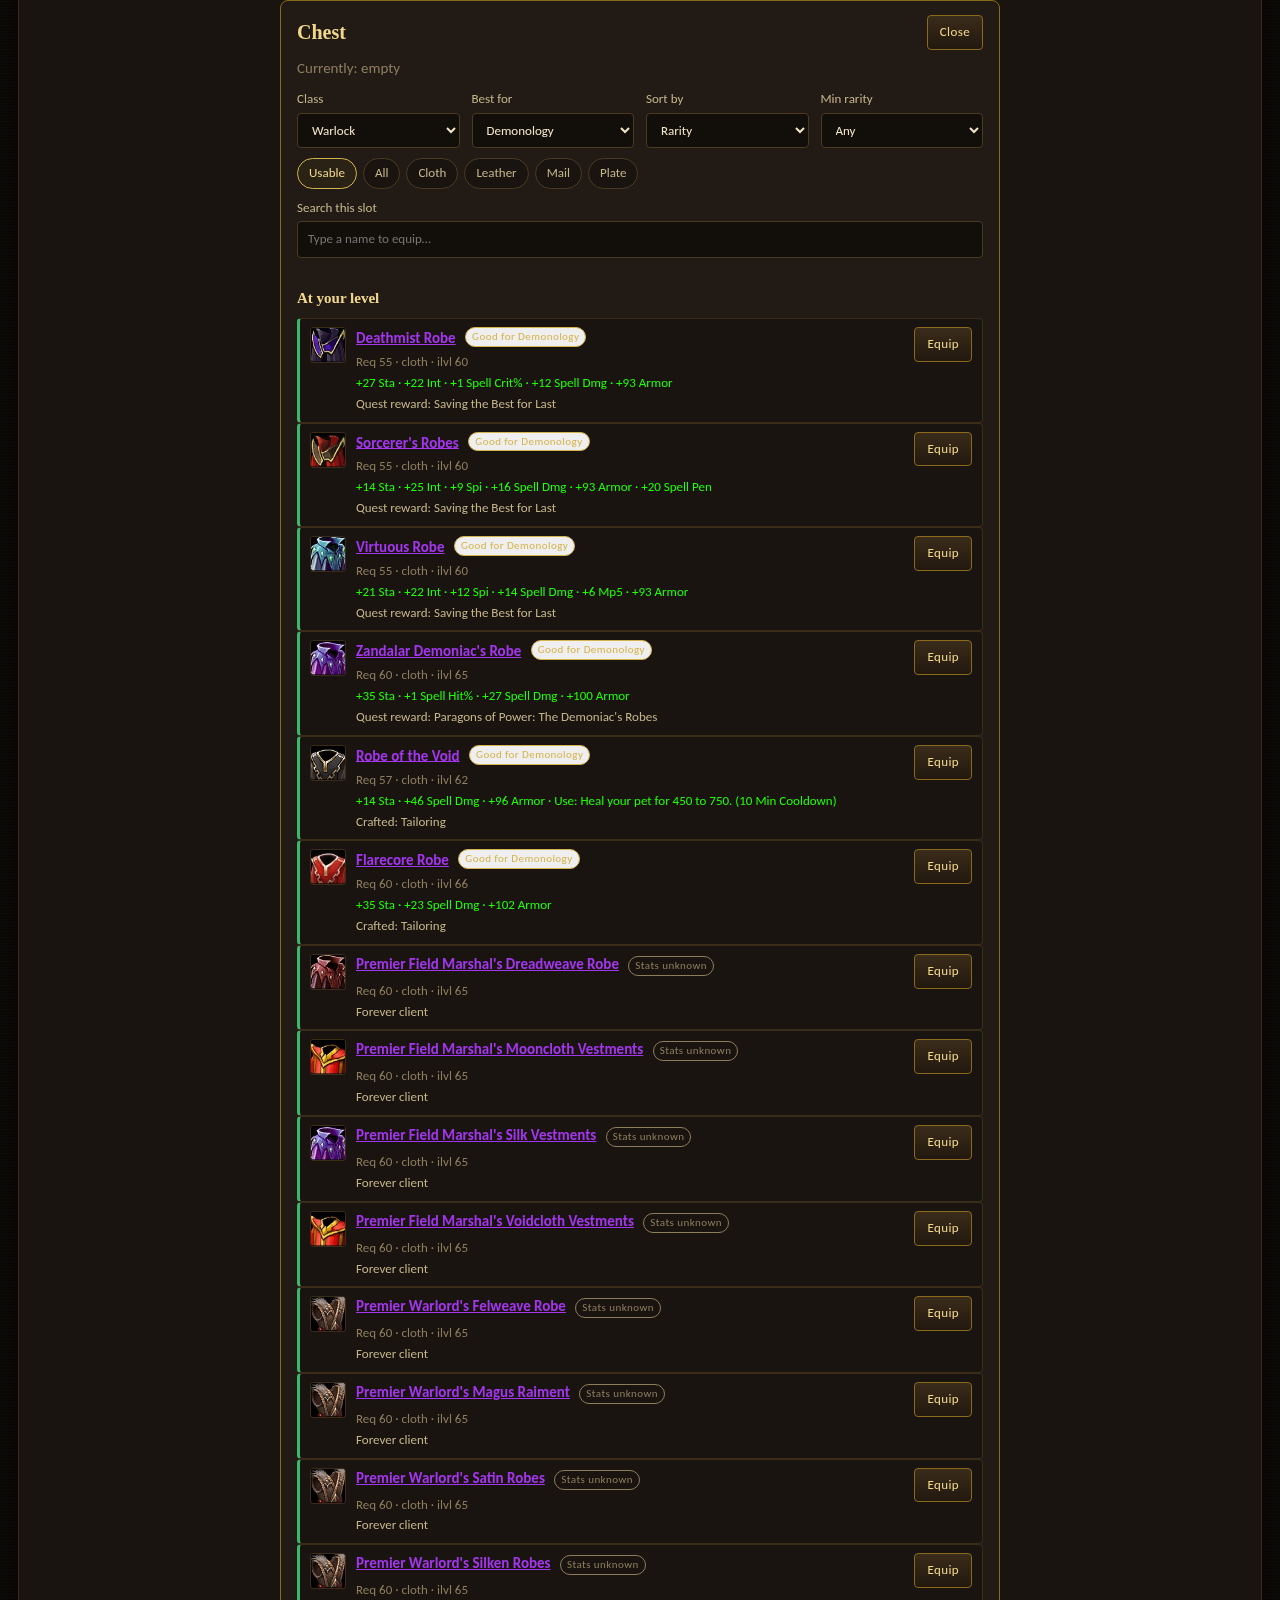 Chest
Close
Currently: empty
Class
Best for
Sort by
Min rarity
Warlock
Demonology
Rarity
Any
Usable
All
Cloth
Leather
Mail
Plate
Search this slot
Type a name to equip...
At your level
Deathmist Robe Good for Demonology
Equip
Req 55 · cloth · ilvl 60
+27 Sta · +22 Int · +1 Spell Crit% · +12 Spell Dmg · +93 Armor
Quest reward: Saving the Best for Last
Sorcerer's Robes Good for Demonology
Equip
Req 55 · cloth · ilvl 60
+14 Sta · +25 Int · +9 Spi · +16 Spell Dmg · +93 Armor · +20 Spell Pen
Quest reward: Saving the Best for Last
Virtuous Robe Good for Demonology
Equip
Req 55 · cloth · ilvl 60
+21 Sta · +22 Int · +12 Spi · +14 Spell Dmg · +6 Mp5 · +93 Armor
Quest reward: Saving the Best for Last
Zandalar Demoniac's Robe Good for Demonology
Equip
Req 60 · cloth · ilvl 65
+35 Sta · +1 Spell Hit% · +27 Spell Dmg · +100 Armor
Quest reward: Paragons of Power: The Demoniac's Robes
Robe of the Void Good for Demonology
Equip
Req 57 · cloth · ilvl 62
+14 Sta · +46 Spell Dmg · +96 Armor · Use: Heal your pet for 450 to 750. (10 Min Cooldown)
Crafted: Tailoring
Flarecore Robe Good for Demonology
Equip
Req 60 · cloth · ilvl 66
+35 Sta · +23 Spell Dmg · +102 Armor
Crafted: Tailoring
Premier Field Marshal's Dreadweave Robe Stats unknown
Equip
Req 60 · cloth · ilvl 65
Forever client
Premier Field Marshal's Mooncloth Vestments Stats unknown
Equip
Req 60 · cloth · ilvl 65
Forever client
Premier Field Marshal's Silk Vestments Stats unknown
Equip
Req 60 · cloth · ilvl 65
Forever client
Premier Field Marshal's Voidcloth Vestments Stats unknown
Equip
Req 60 · cloth · ilvl 65
Forever client
Premier Warlord's Felweave Robe Stats unknown
Equip
Req 60 · cloth · ilvl 65
Forever client
Premier Warlord's Magus Raiment Stats unknown
Equip
Req 60 · cloth · ilvl 65
Forever client
Premier Warlord's Satin Robes Stats unknown
Equip
Req 60 · cloth · ilvl 65
Forever client
Premier Warlord's Silken Robes Stats unknown
Equip
Req 60 · cloth · ilvl 65